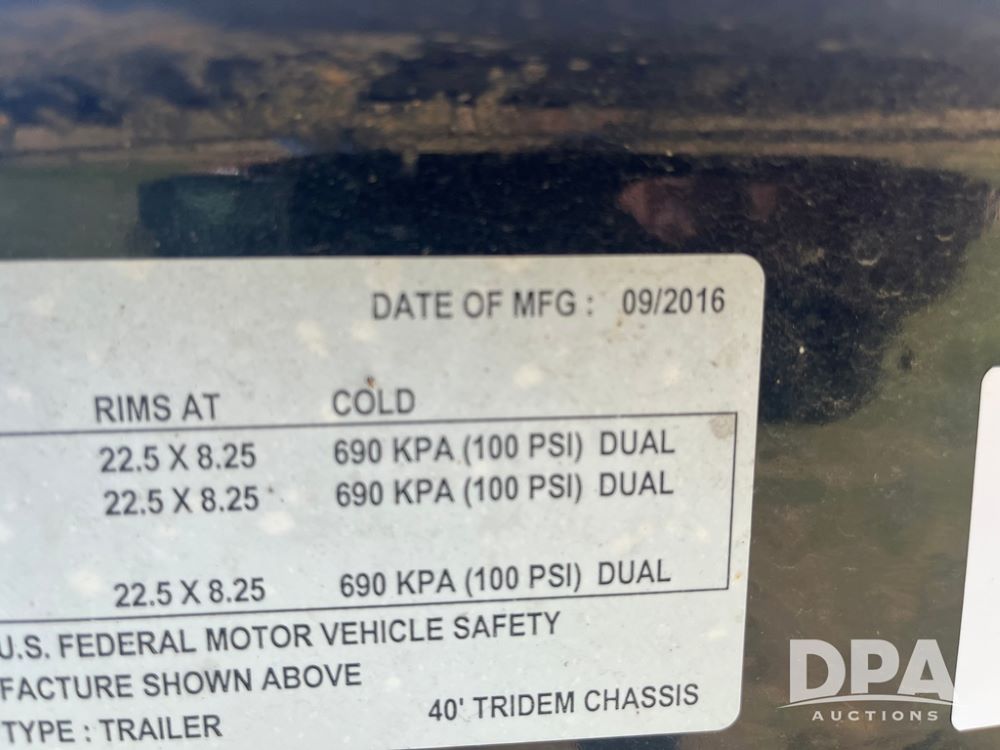 DATE OF MFG : 09/2016
RIMS AT COLD
22.5 X 8.25 690 KPA (100 PSI) DUAL
22.5 X 8.25 690 KPA (100 PSI) DUAL
22.5 X 8.25 690 KPA (100 PSI) DUAL
U.S. FEDERAL MOTOR VEHICLE SAFETY
FACTURE SHOWN ABOVE
TYPE : TRAILER 40' TRIDEM CHASSIS
DPA
AUCTIONS